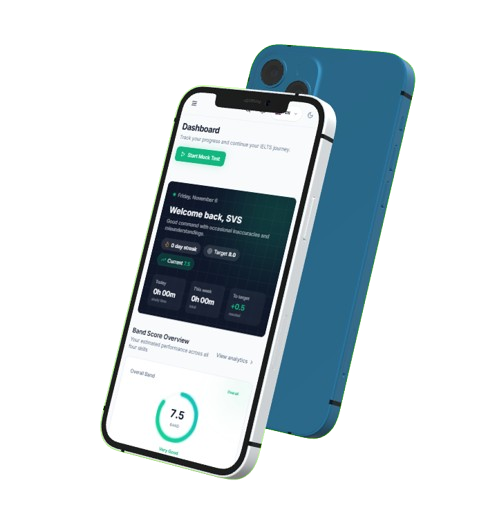 Dashboard
Track your progress and continue your IELTS journey.
Start Mock Test
Friday, November 6
Welcome back, SVS
Good command with occasional inaccuracies and
misunderstandings.
0 day streak
Target 8.0
Current 7.5
Today
0h 00m
This week
0h 00m
To target
+0.5
Band Score Overview
Your estimated performance across all
four skills
View analytics
Overall Band
Overall
7.5
Very Good